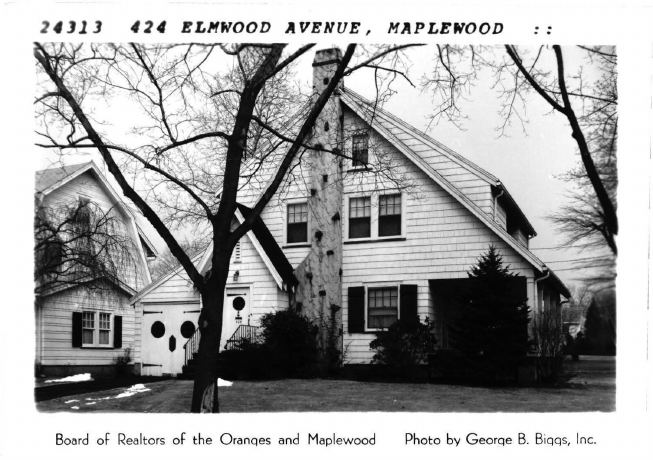 24313 424 ELMWOOD AVENUE, MAPLEWOOD ::
Board of Realtors of the Oranges and Maplewood Photo by George B. Biggs, Inc.